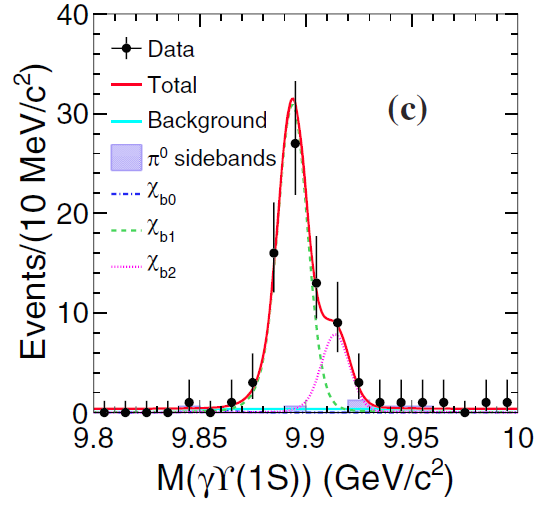 40
30
20
10
0
Events/(10 MeV/c²)
Data
Total
Background
π⁰ sidebands
χb0
χb1
χb2
(c)
9.8 9.85 9.9 9.95 10
M(γΥ(1S)) (GeV/c²)